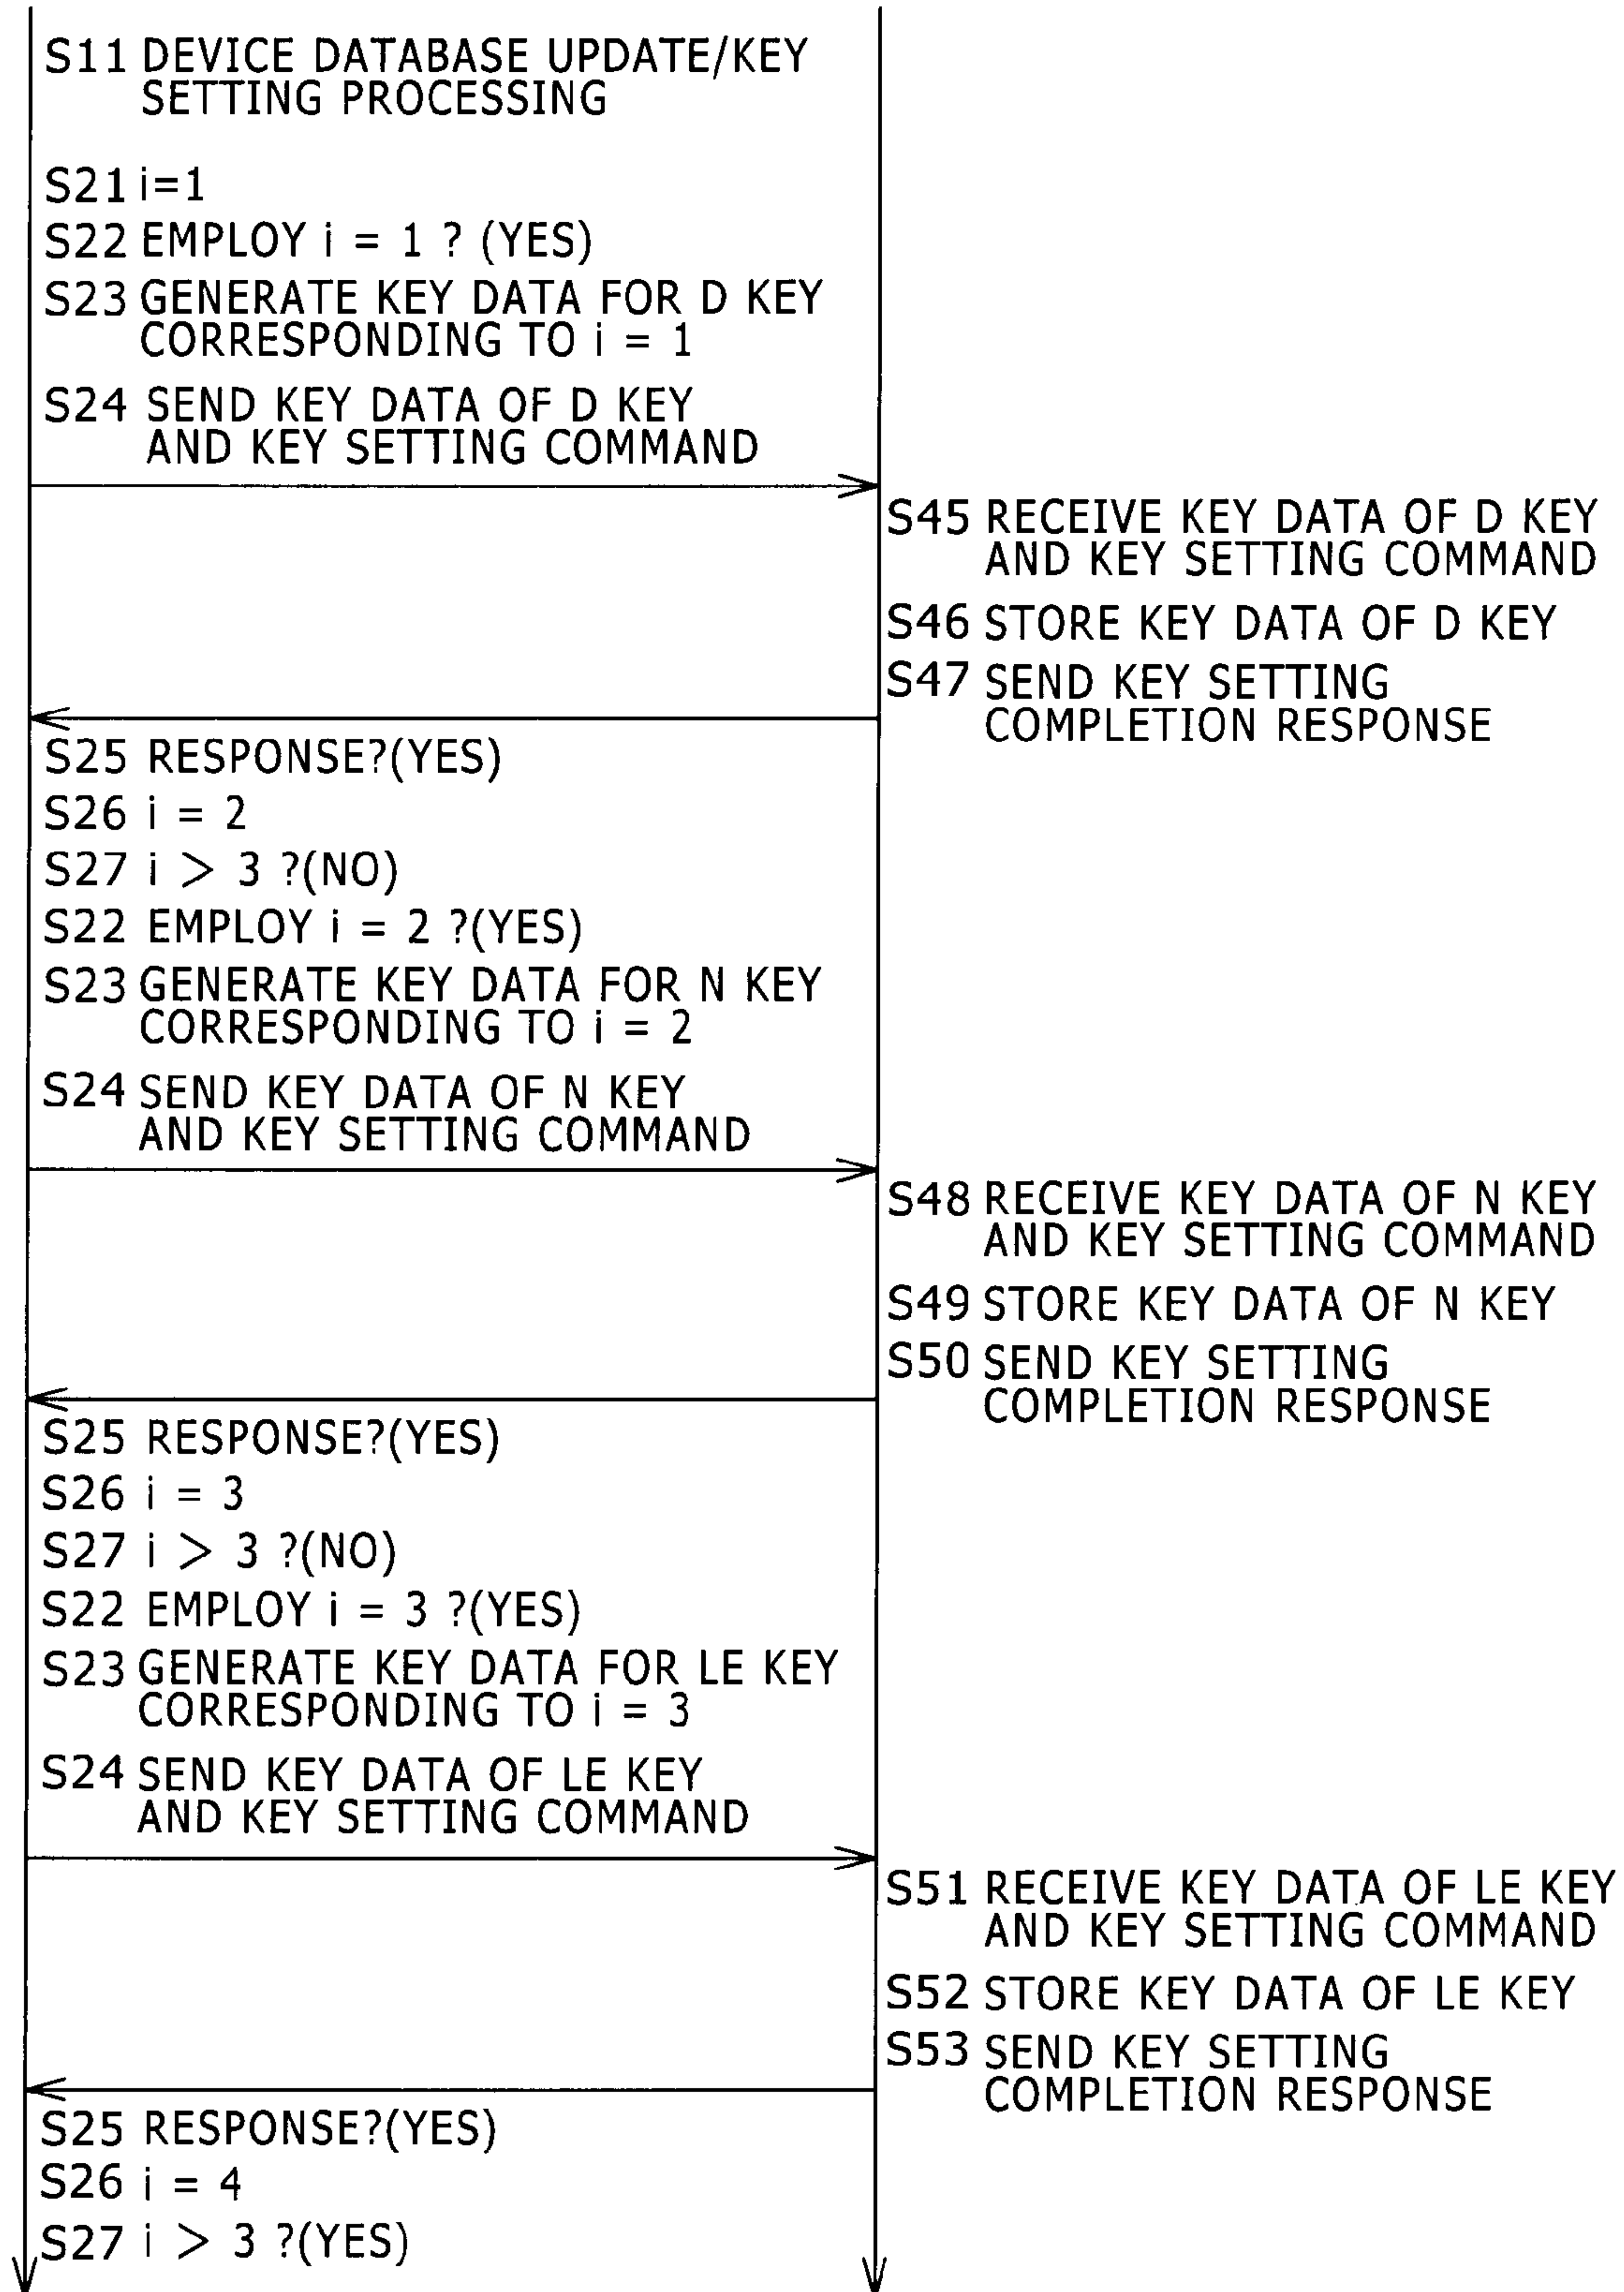 S11 DEVICE DATABASE UPDATE/KEY
SETTING PROCESSING
S21 i=1
S22 EMPLOY i = 1 ? (YES)
S23 GENERATE KEY DATA FOR D KEY
CORRESPONDING TO i = 1
S24 SEND KEY DATA OF D KEY
AND KEY SETTING COMMAND
S45 RECEIVE KEY DATA OF D KEY
AND KEY SETTING COMMAND
S46 STORE KEY DATA OF D KEY
S47 SEND KEY SETTING
COMPLETION RESPONSE
S25 RESPONSE?(YES)
S26 i = 2
S27 i > 3 ?(NO)
S22 EMPLOY i = 2 ?(YES)
S23 GENERATE KEY DATA FOR N KEY
CORRESPONDING TO i = 2
S24 SEND KEY DATA OF N KEY
AND KEY SETTING COMMAND
S48 RECEIVE KEY DATA OF N KEY
AND KEY SETTING COMMAND
S49 STORE KEY DATA OF N KEY
S50 SEND KEY SETTING
COMPLETION RESPONSE
S25 RESPONSE?(YES)
S26 i = 3
S27 i > 3 ?(NO)
S22 EMPLOY i = 3 ?(YES)
S23 GENERATE KEY DATA FOR LE KEY
CORRESPONDING TO i = 3
S24 SEND KEY DATA OF LE KEY
AND KEY SETTING COMMAND
S51 RECEIVE KEY DATA OF LE KEY
AND KEY SETTING COMMAND
S52 STORE KEY DATA OF LE KEY
S53 SEND KEY SETTING
COMPLETION RESPONSE
S25 RESPONSE?(YES)
S26 i = 4
S27 i > 3 ?(YES)